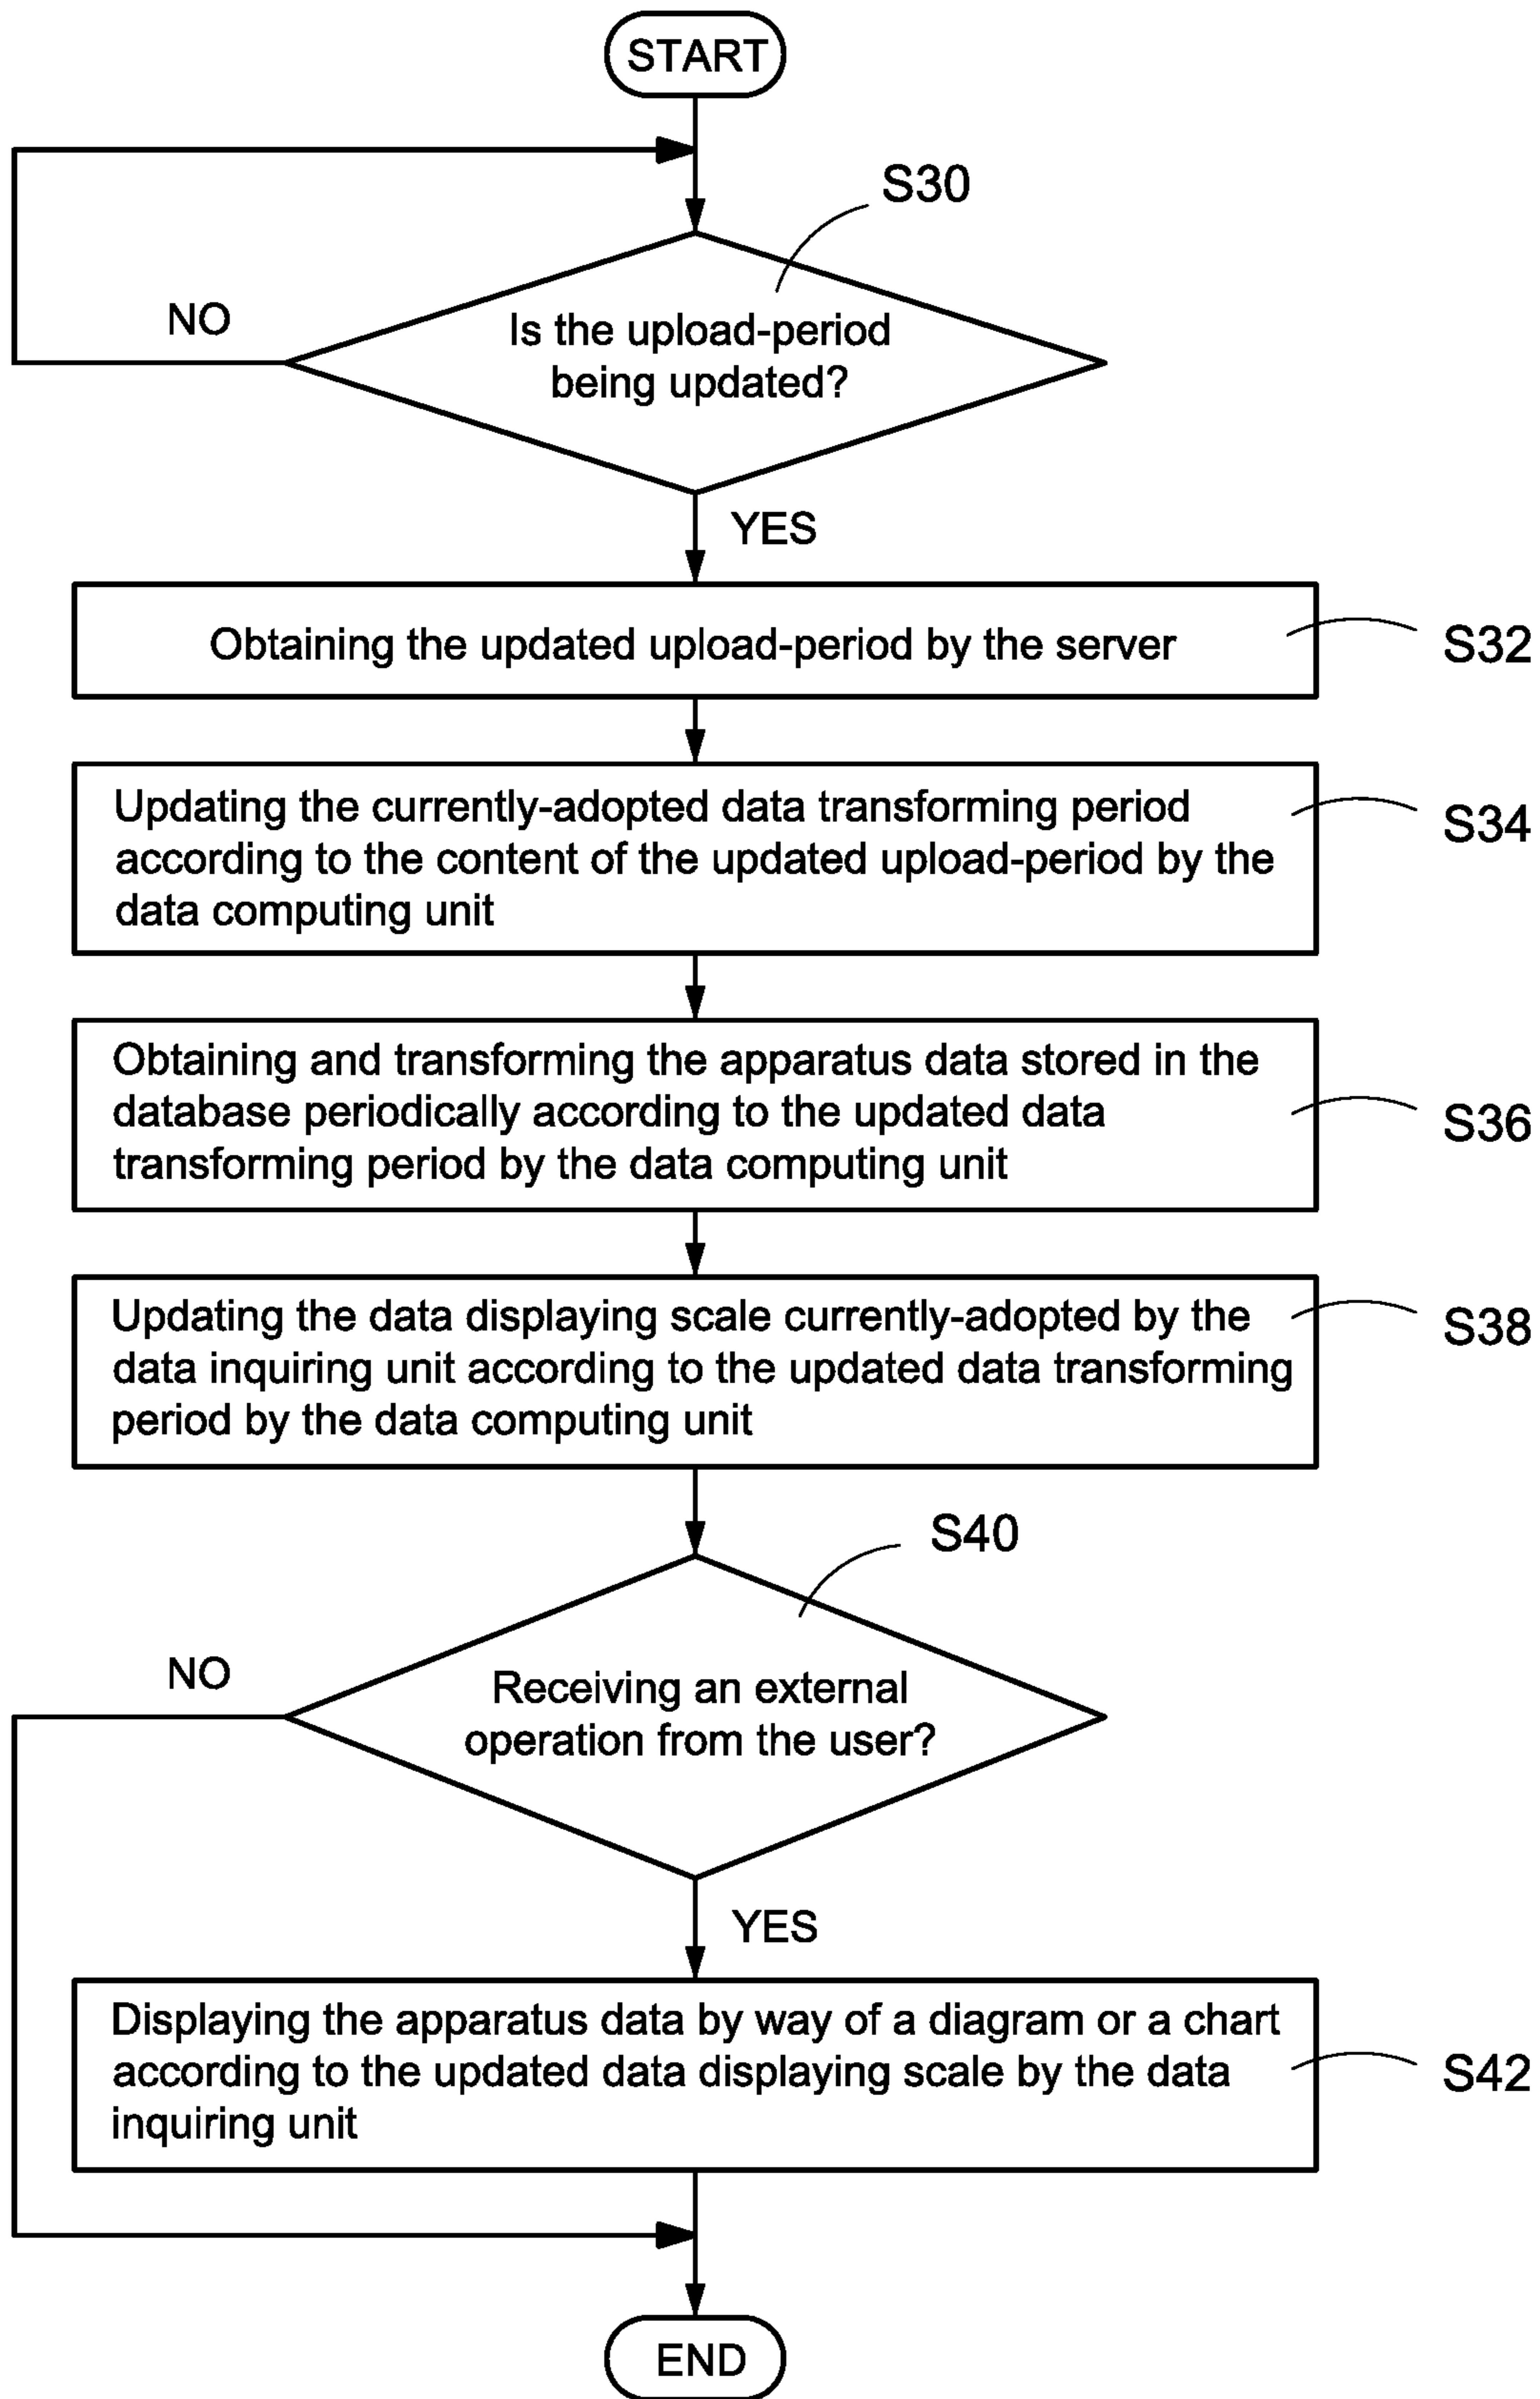 START
S30
NO
Is the upload-period
being updated?
YES
Obtaining the updated upload-period by the server
S32
Updating the currently-adopted data transforming period
according to the content of the updated upload-period by the
data computing unit
S34
Obtaining and transforming the apparatus data stored in the
database periodically according to the updated data
transforming period by the data computing unit
S36
Updating the data displaying scale currently-adopted by the
data inquiring unit according to the updated data transforming
period by the data computing unit
S38
S40
NO
Receiving an external
operation from the user?
YES
Displaying the apparatus data by way of a diagram or a chart
according to the updated data displaying scale by the data
inquiring unit
S42
END